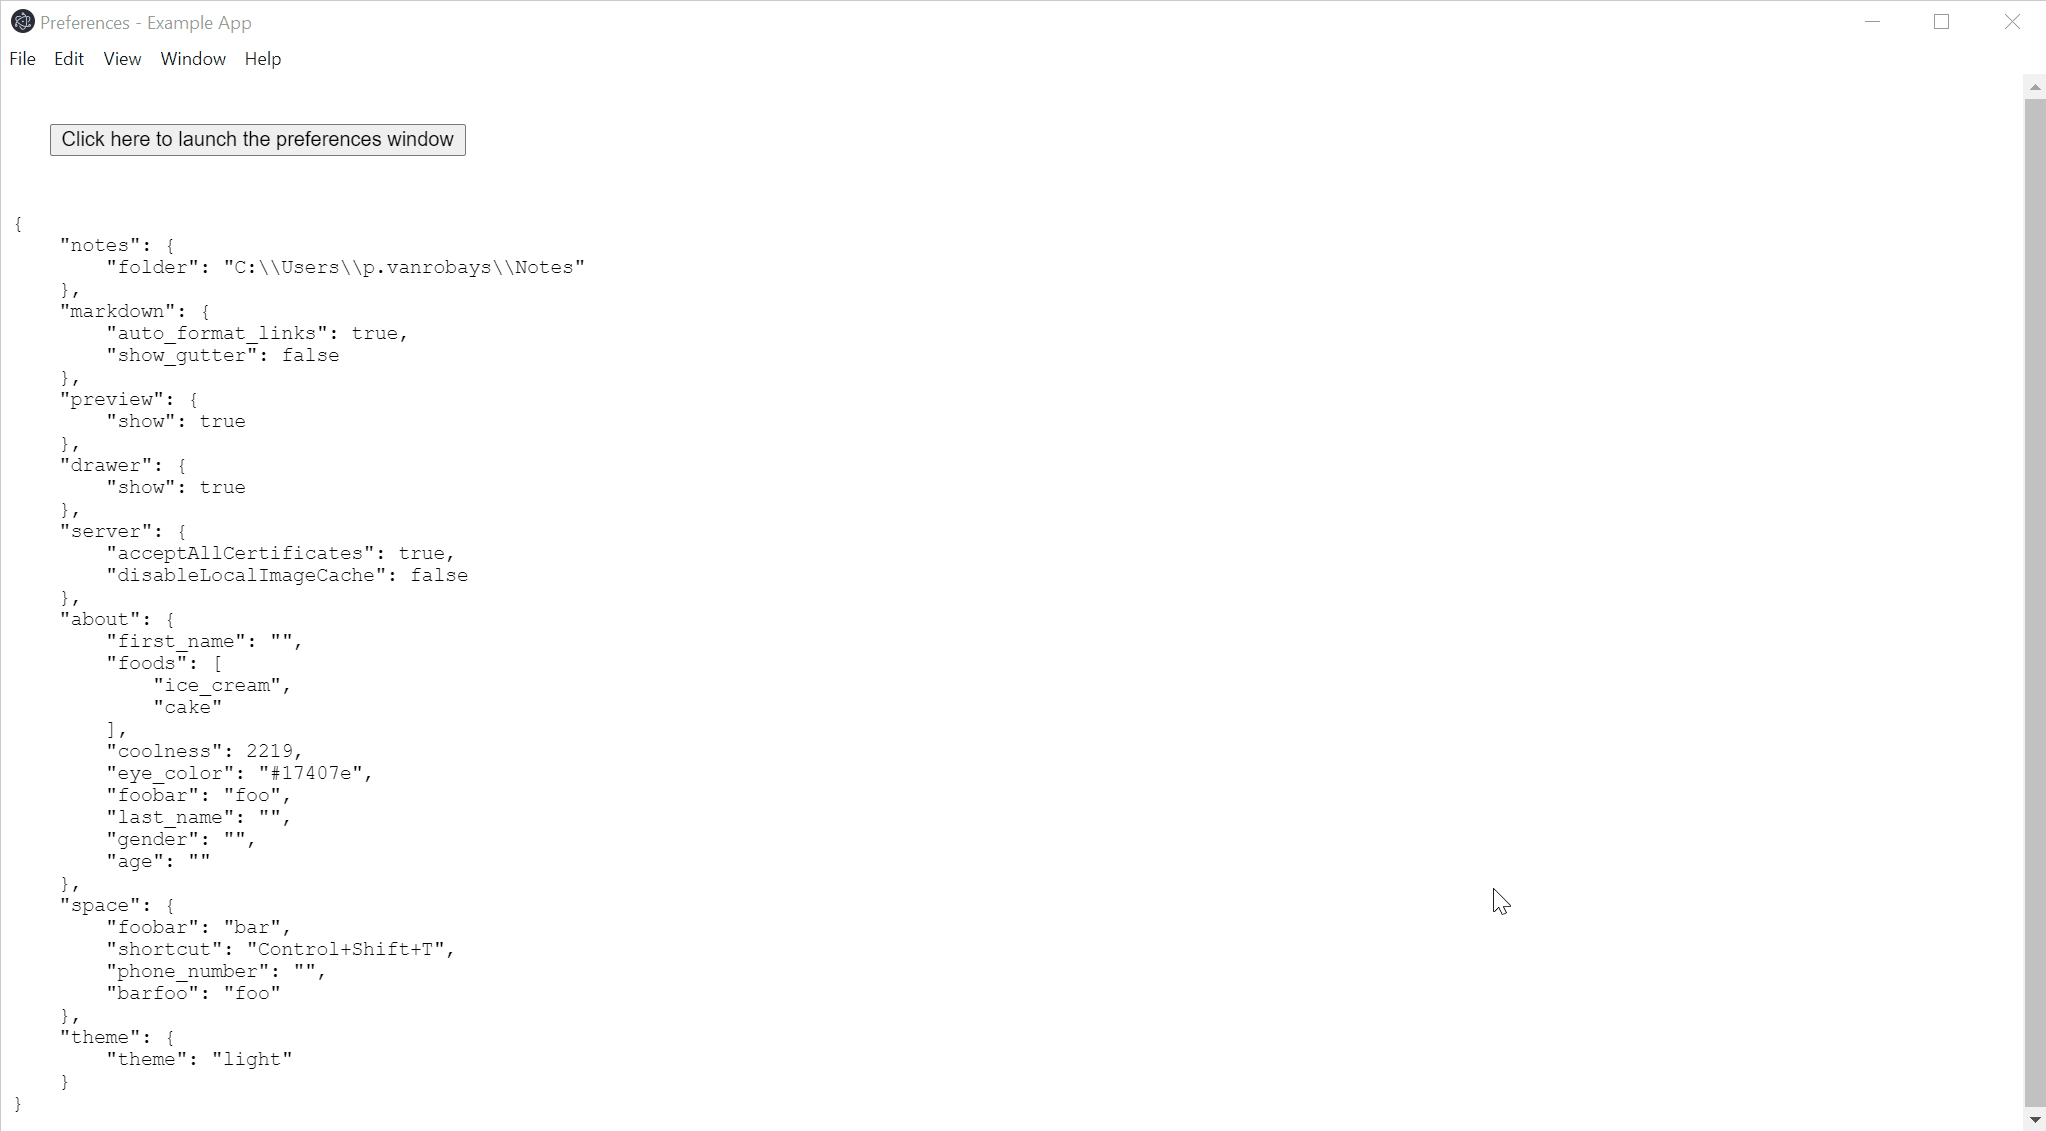 Preferences - Example App
File Edit View Window Help
Click here to launch the preferences window
{
    "notes": {
        "folder": "C:\\Users\\p.vanrobays\\Notes"
    },
    "markdown": {
        "auto_format_links": true,
        "show_gutter": false
    },
    "preview": {
        "show": true
    },
    "drawer": {
        "show": true
    },
    "server": {
        "acceptAllCertificates": true,
        "disableLocalImageCache": false
    },
    "about": {
        "first_name": "",
        "foods": [
            "ice_cream",
            "cake"
        ],
        "coolness": 2219,
        "eye_color": "#17407e",
        "foobar": "foo",
        "last_name": "",
        "gender": "",
        "age": ""
    },
    "space": {
        "foobar": "bar",
        "shortcut": "Control+Shift+T",
        "phone_number": "",
        "barfoo": "foo"
    },
    "theme": {
        "theme": "light"
    }
}